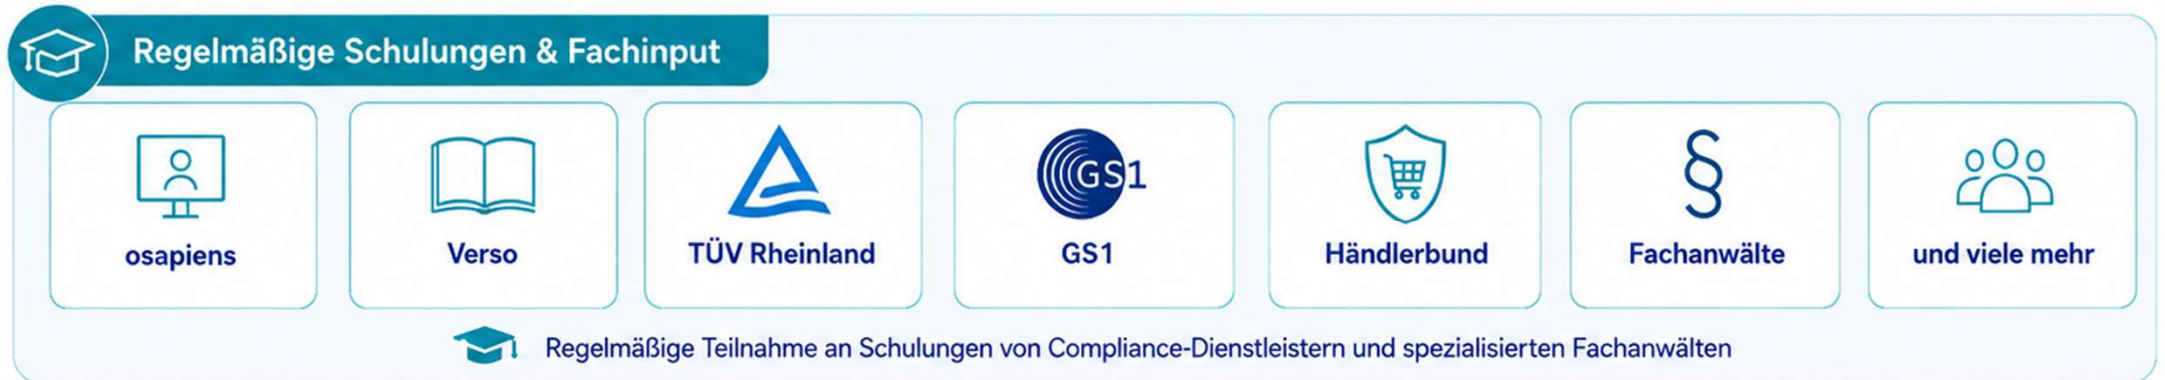 Regelmäßige Schulungen & Fachinput
osapiens
Verso
TÜV Rheinland
GS1
GS1
Händlerbund
§
Fachanwälte
und viele mehr
Regelmäßige Teilnahme an Schulungen von Compliance-Dienstleistern und spezialisierten Fachanwälten